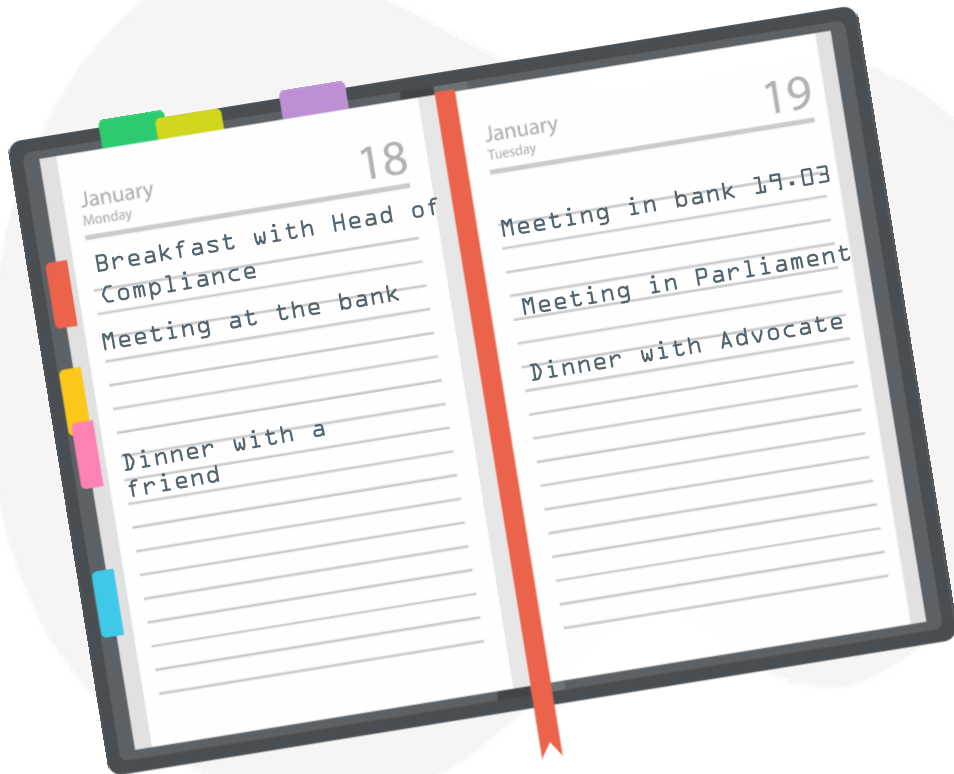 January
Monday
18
Breakfast with Head of
Compliance
Meeting at the bank
Dinner with a
friend
January
Tuesday
19
Meeting in bank 19.03
Meeting in Parliament
Dinner with Advocate